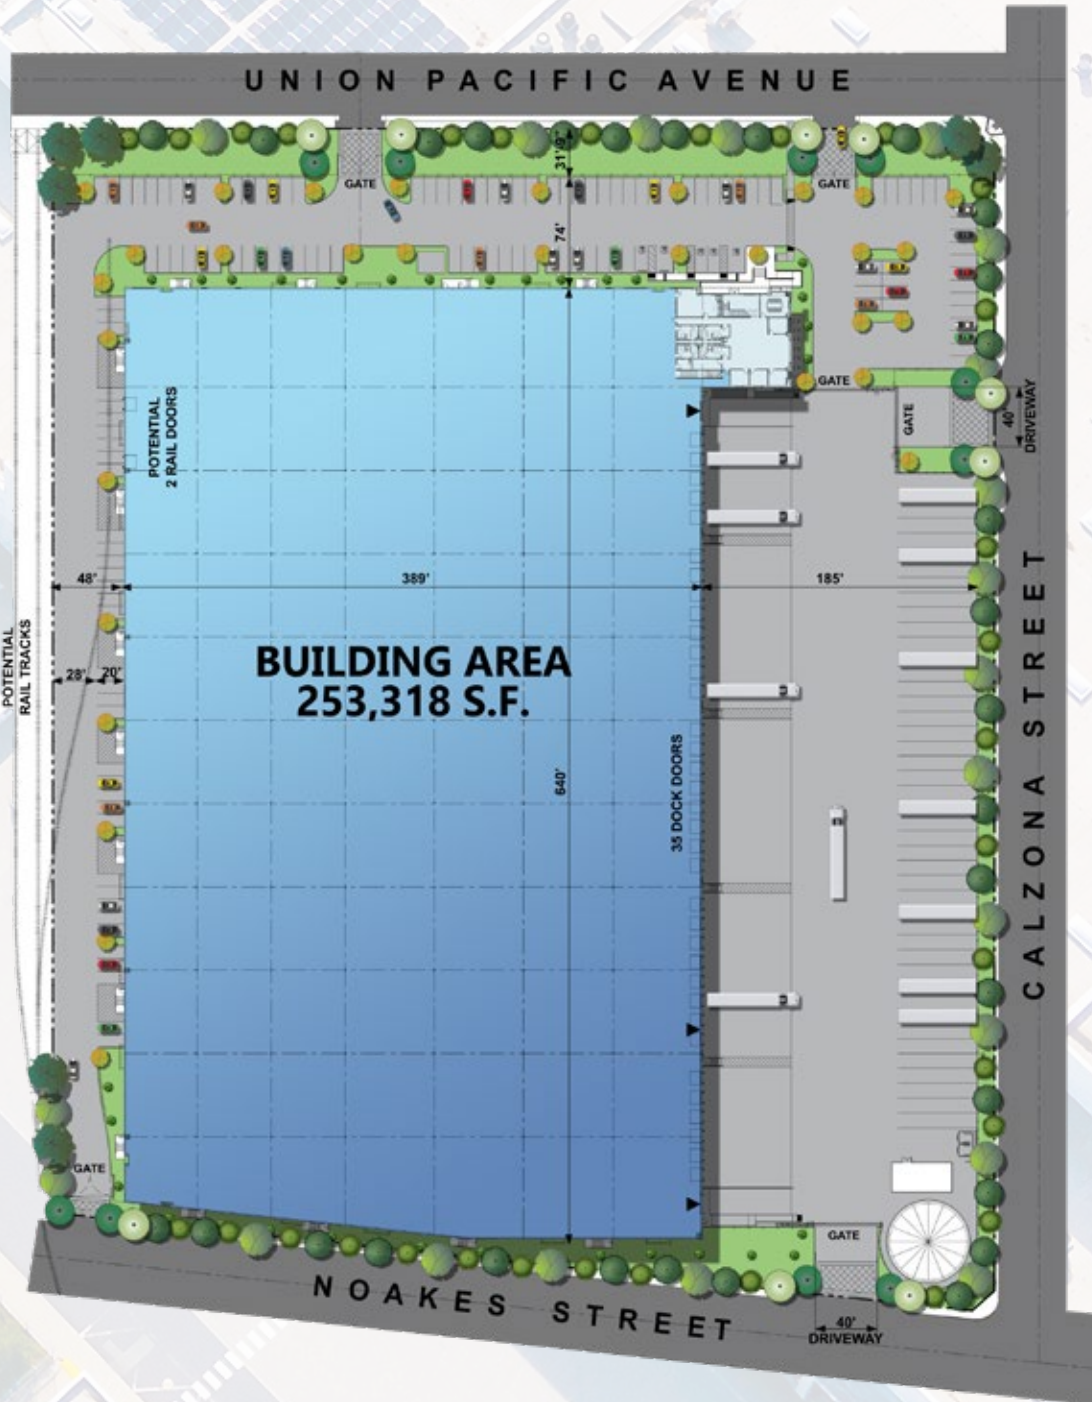 UNION PACIFIC AVENUE
31'9"
GATE
GATE
74'
GATE
GATE
40'
DRIVEWAY
POTENTIAL
2 RAIL DOORS
48'
389'
185'
POTENTIAL
RAIL TRACKS
28'
20'
BUILDING AREA
253,318 S.F.
640'
35 DOCK DOORS
CALZONA STREET
GATE
GATE
NOAKES STREET
40'
DRIVEWAY